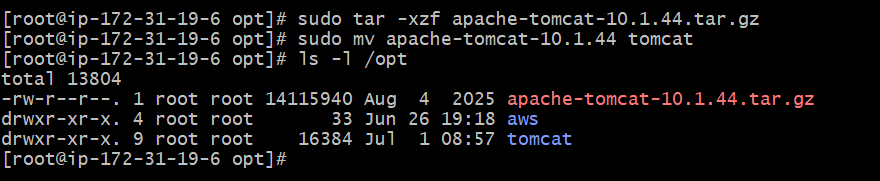 [root@ip-172-31-19-6 opt]# sudo tar -xzf apache-tomcat-10.1.44.tar.gz
[root@ip-172-31-19-6 opt]# sudo mv apache-tomcat-10.1.44 tomcat
[root@ip-172-31-19-6 opt]# ls -l /opt
total 13804
-rw-r--r--. 1 root root 14115940 Aug  4  2025 apache-tomcat-10.1.44.tar.gz
drwxr-xr-x. 4 root root       33 Jun 26 19:18 aws
drwxr-xr-x. 9 root root    16384 Jul  1 08:57 tomcat
[root@ip-172-31-19-6 opt]#